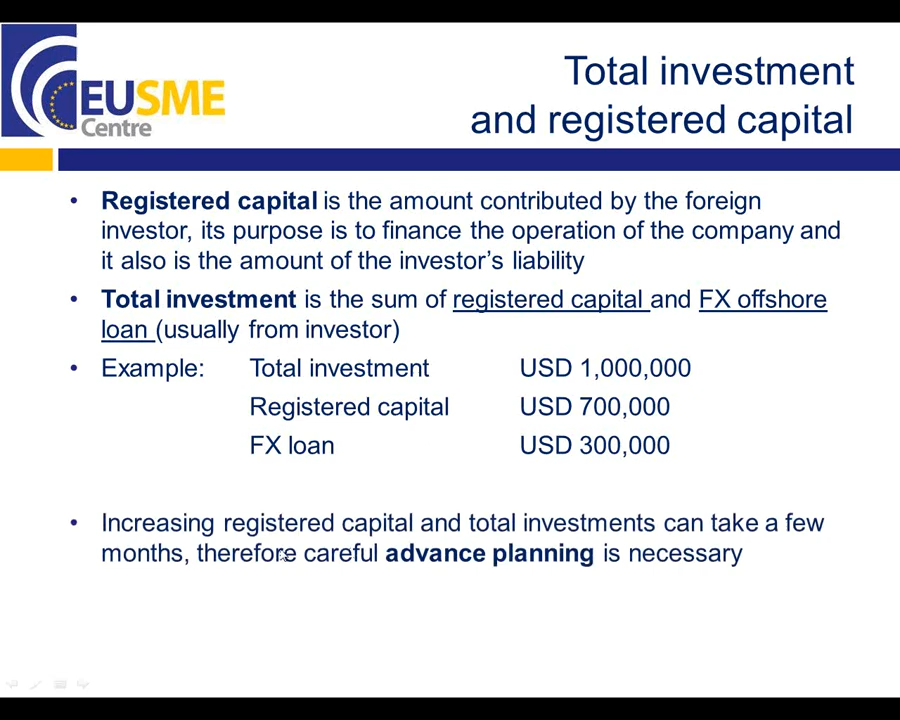 EUSME
Centre
Total investment
and registered capital
• Registered capital is the amount contributed by the foreign
investor, its purpose is to finance the operation of the company and
it also is the amount of the investor’s liability
• Total investment is the sum of registered capital and FX offshore
loan (usually from investor)
• Example: Total investment USD 1,000,000
Registered capital USD 700,000
FX loan USD 300,000
• Increasing registered capital and total investments can take a few
months, therefore careful advance planning is necessary